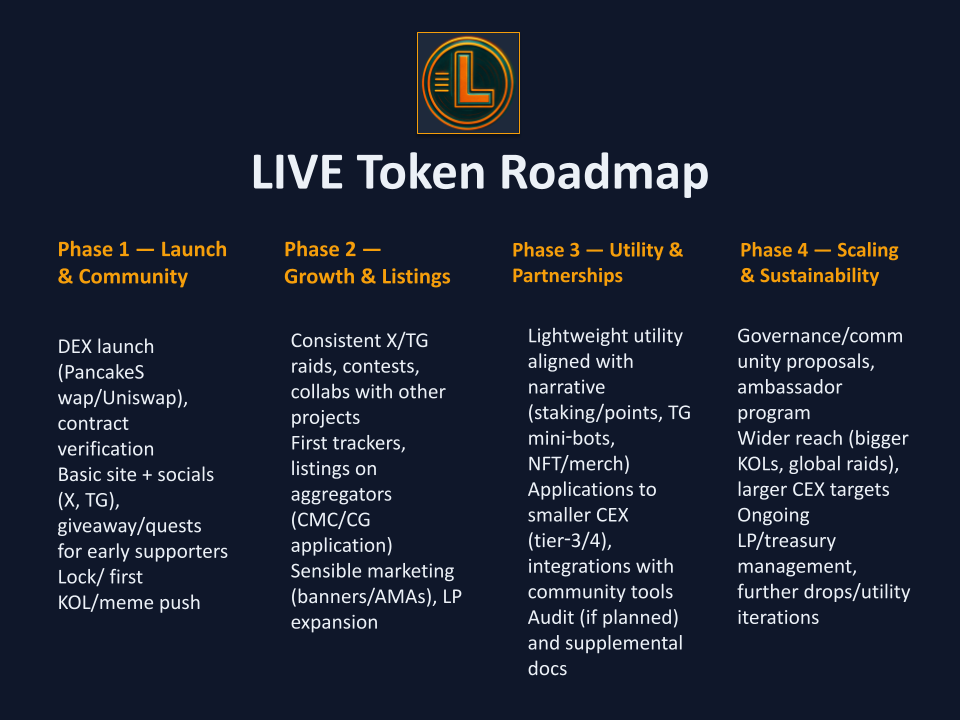 L
LIVE Token Roadmap
Phase 1 — Launch
& Community
DEX launch
(PancakeS
wap/Uniswap),
contract
verification
Basic site + socials
(X, TG),
giveaway/quests
for early supporters
Lock/ first
KOL/meme push
Phase 2 —
Growth & Listings
Consistent X/TG
raids, contests,
collabs with other
projects
First trackers,
listings on
aggregators
(CMC/CG
application)
Sensible marketing
(banners/AMAs), LP
expansion
Phase 3 — Utility &
Partnerships
Lightweight utility
aligned with
narrative
(staking/points, TG
mini-bots,
NFT/merch)
Applications to
smaller CEX
(tier-3/4),
integrations with
community tools
Audit (if planned)
and supplemental
docs
Phase 4 — Scaling
& Sustainability
Governance/comm
unity proposals,
ambassador
program
Wider reach (bigger
KOLs, global raids),
larger CEX targets
Ongoing
LP/treasury
management,
further drops/utility
iterations